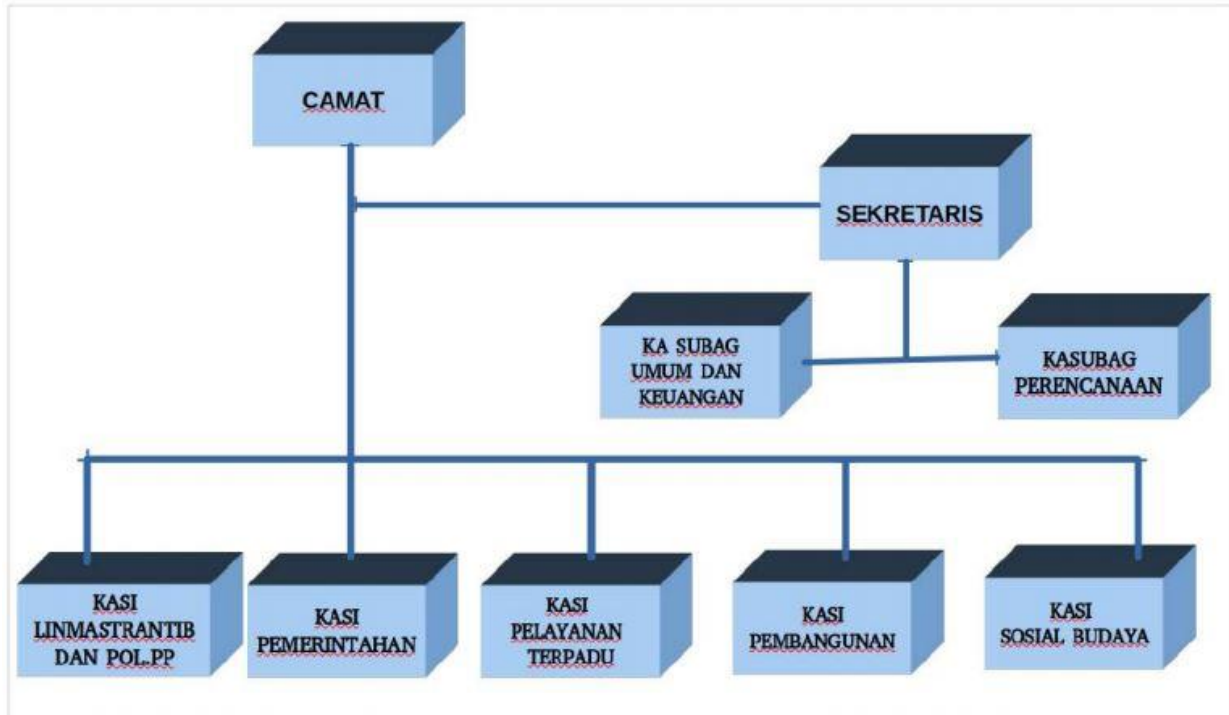 CAMAT
SEKRETARIS
KA SUBAG
UMUM DAN
KEUANGAN
KASUBAG
PERENCANAAN
KASI
LINMASTRANTIB
DAN POL.PP
KASI
PEMERINTAHAN
KASI
PELAYANAN
TERPADU
KASI
PEMBANGUNAN
KASI
SOSIAL BUDAYA